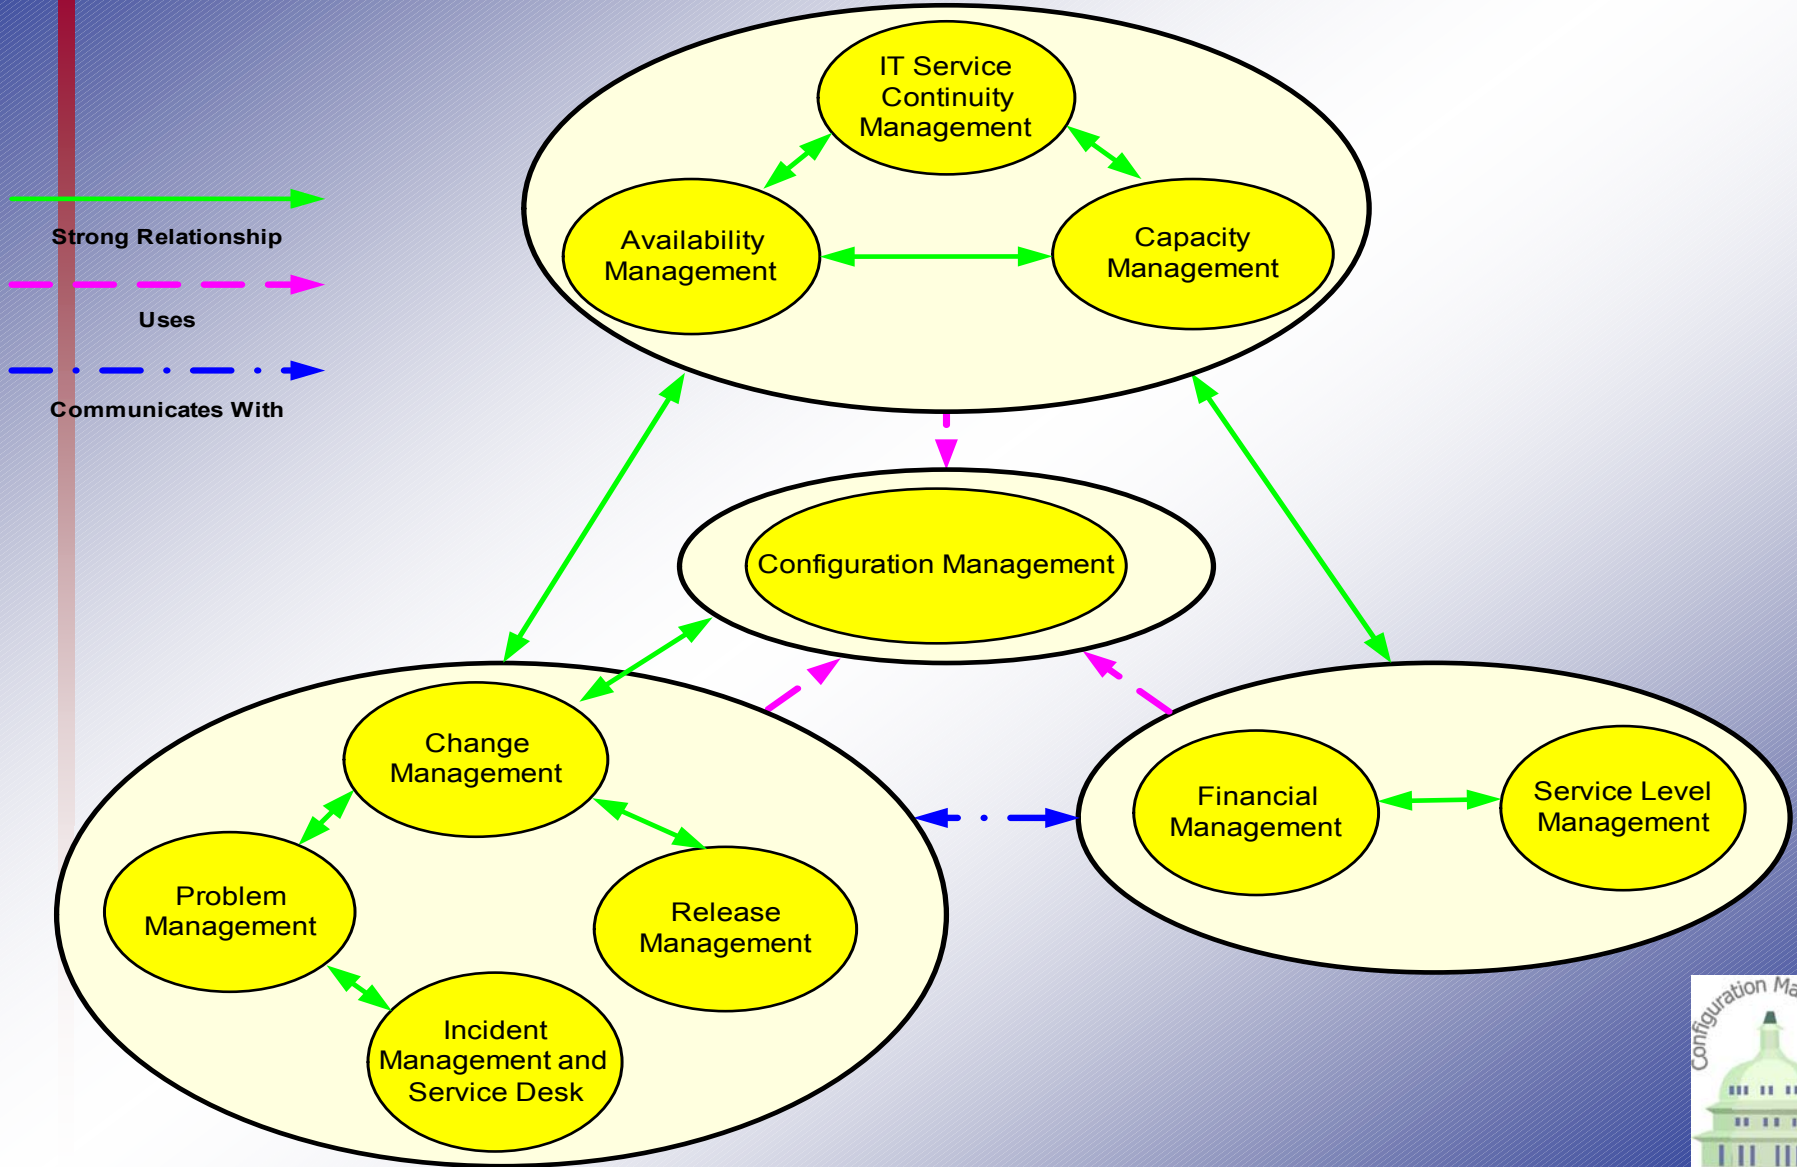 IT Service
Continuity
Management
Availability
Management
Capacity
Management
Strong Relationship
Uses
Communicates With
Configuration Management
Change
Management
Problem
Management
Release
Management
Incident
Management and
Service Desk
Financial
Management
Service Level
Management
Configuration